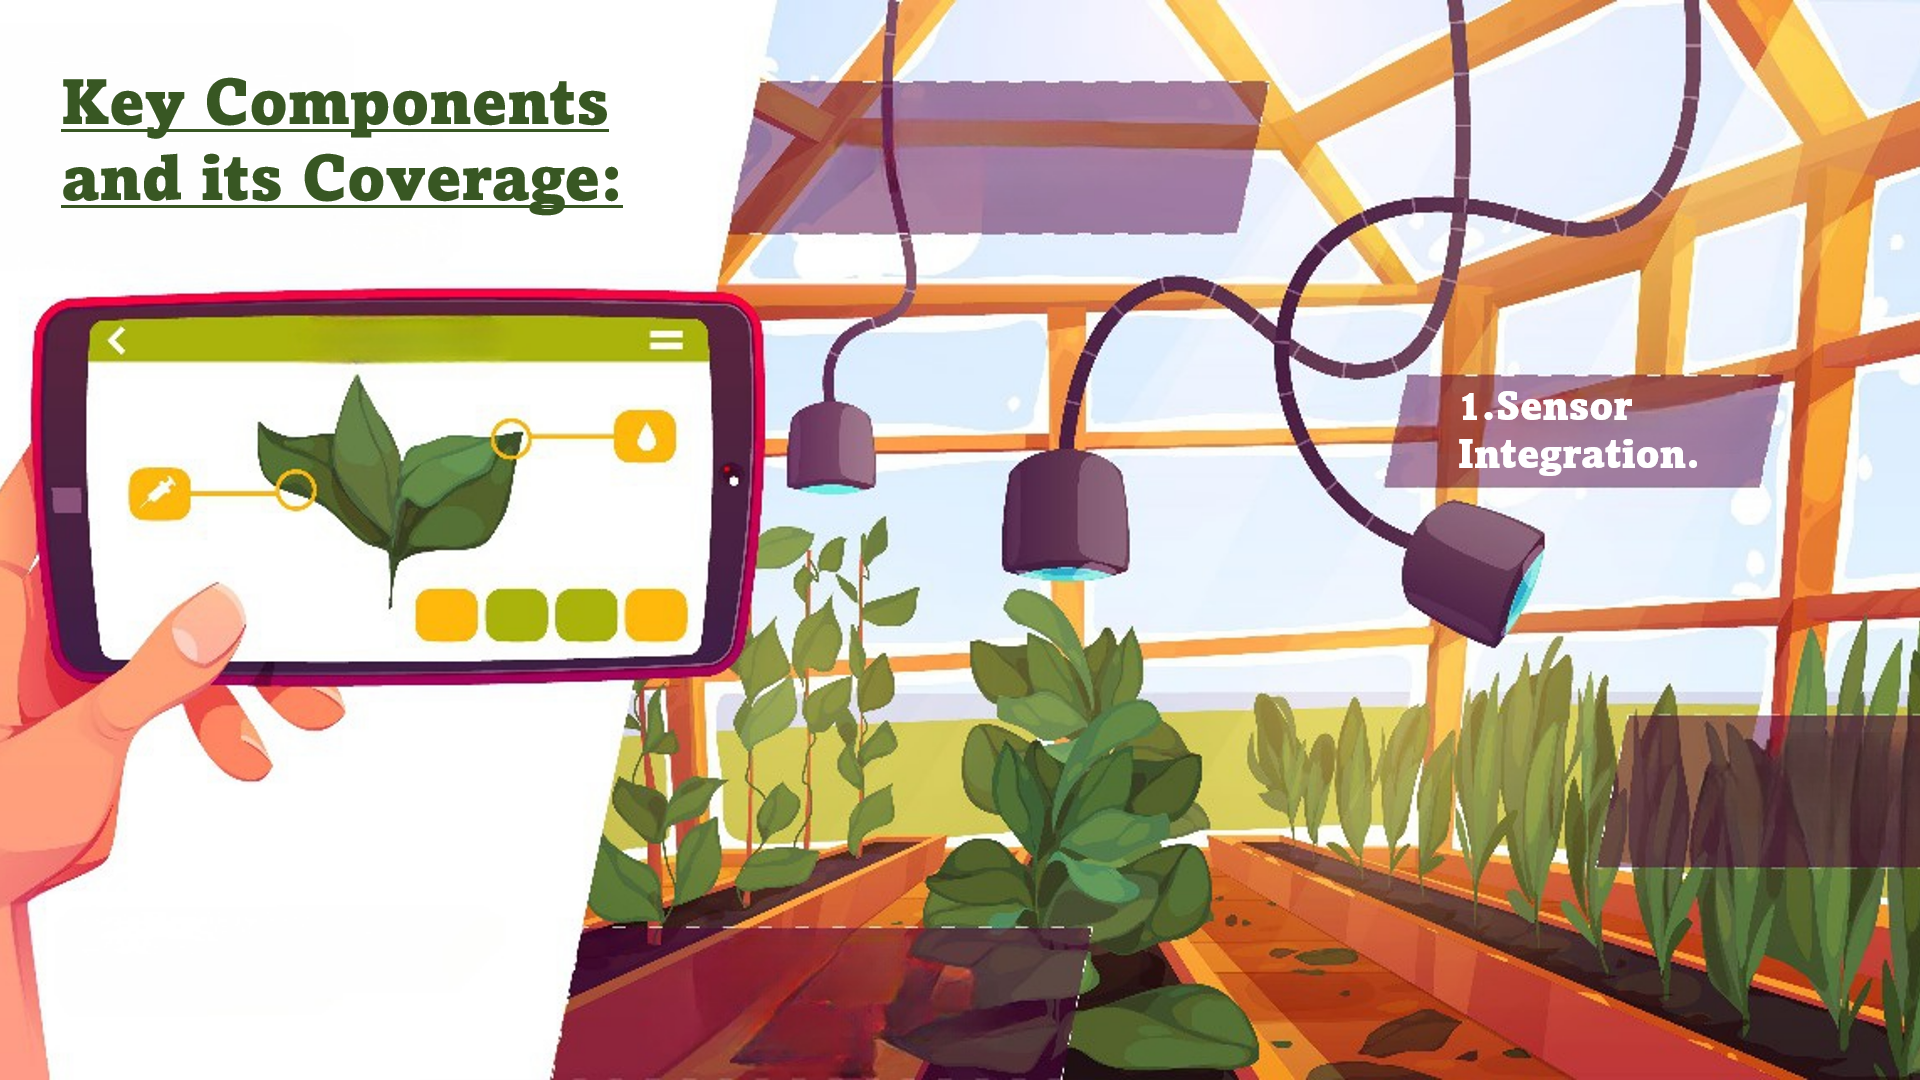 Key Components
and its Coverage:
1.Sensor
Integration.